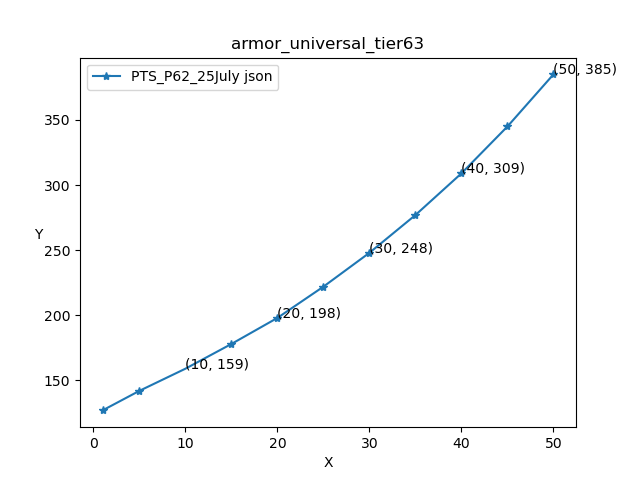 armor_universal_tier63
PTS_P62_25July json
(50, 385)
(40, 309)
(30, 248)
(20, 198)
(10, 159)
350
300
250
200
150
Y
0 10 20 30 40 50
X